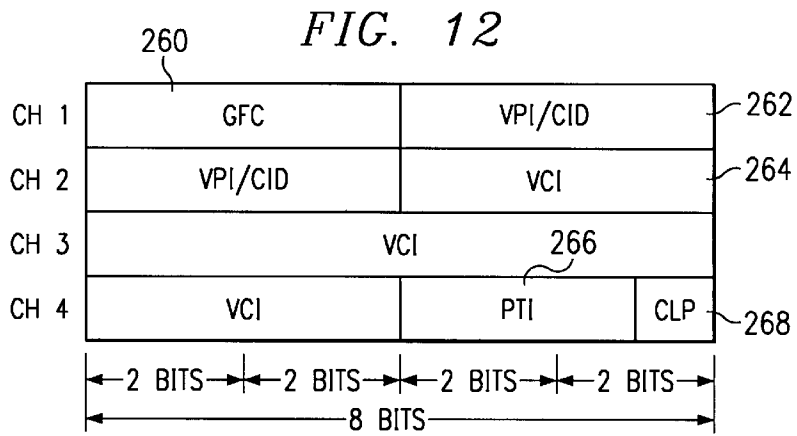 FIG. 12
260
CH 1 GFC VPI/CID 262
CH 2 VPI/CID VCI 264
CH 3 VCI 266
CH 4 VCI PTI CLP 268
2 BITS 2 BITS 2 BITS 2 BITS
8 BITS